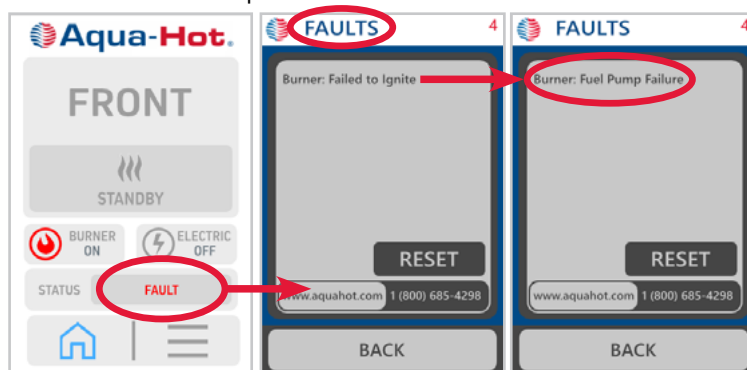 Aqua-Hot.
FRONT
STANDBY
BURNER
ON
ELECTRIC
OFF
STATUS
FAULT
FAULTS
4
Burner: Failed to Ignite
RESET
www.aquahot.com
1 (800) 685-4298
BACK
FAULTS
4
Burner: Fuel Pump Failure
RESET
www.aquahot.com
1 (800) 685-4298
BACK